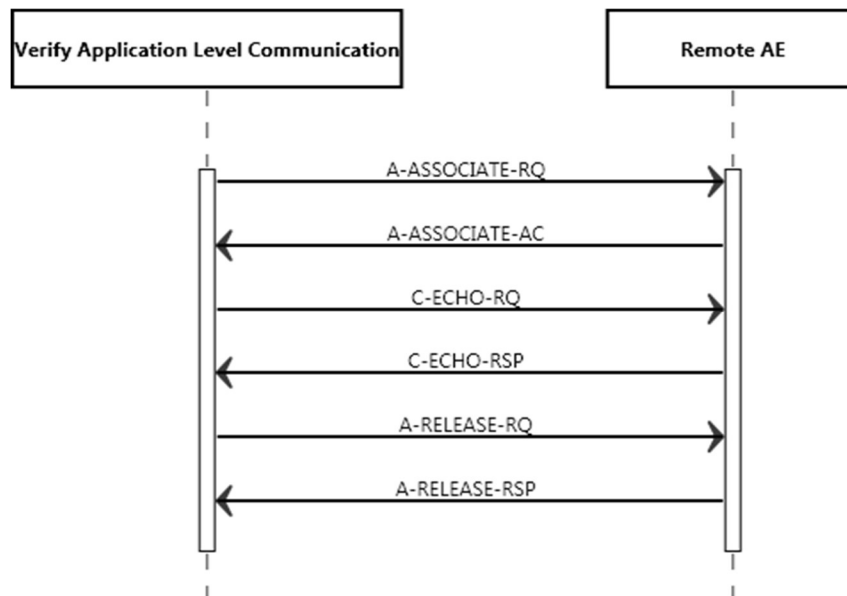 Verify Application Level Communication
Remote AE
A-ASSOCIATE-RQ
A-ASSOCIATE-AC
C-ECHO-RQ
C-ECHO-RSP
A-RELEASE-RQ
A-RELEASE-RSP